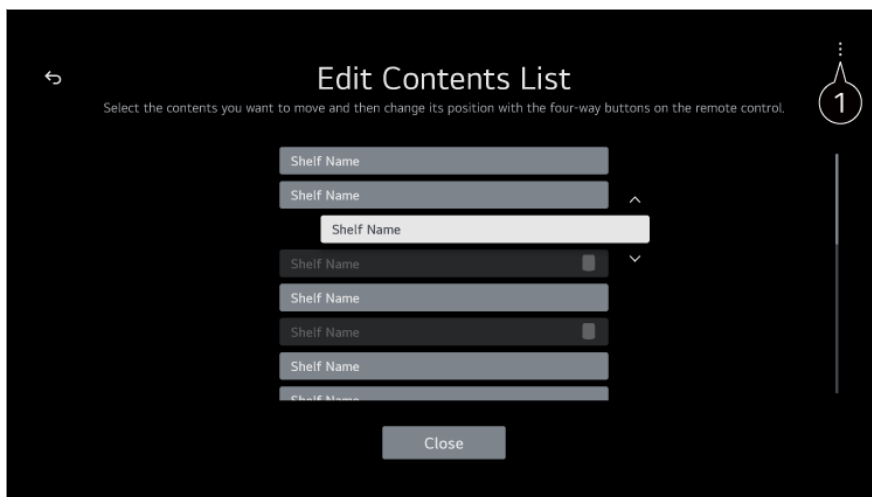 Edit Contents List
1
Select the contents you want to move and then change its position with the four-way buttons on the remote control.
Shelf Name
Shelf Name
Shelf Name
Shelf Name
Shelf Name
Shelf Name
Shelf Name
Shelf Name
Close